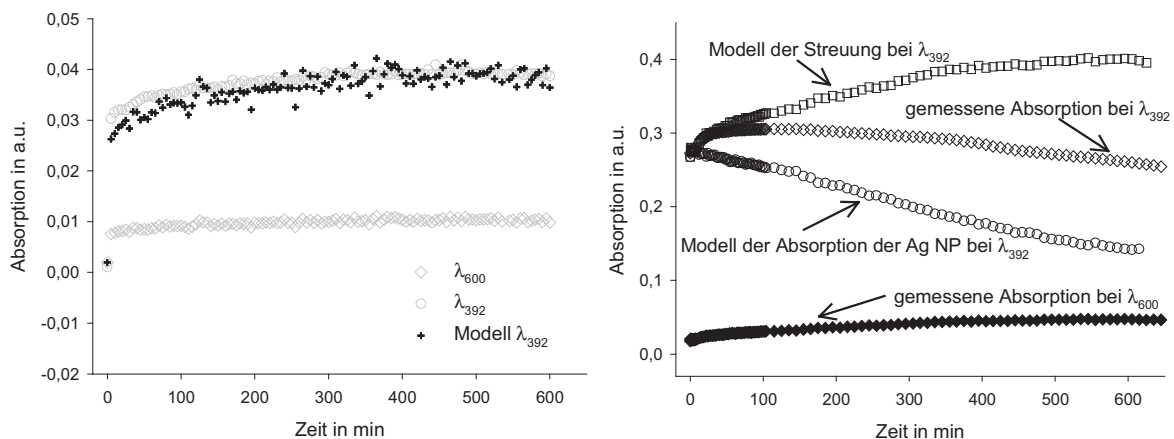 0,05
0,04
0,03
0,02
0,01
0,00
-0,01
-0,02
Absorption in a.u.
0 100 200 300 400 500 600
Zeit in min
λ600
λ392
Modell λ392
0,4
0,3
0,2
0,1
0,0
Absorption in a.u.
0 100 200 300 400 500 600
Zeit in min
Modell der Streuung bei λ392
gemessene Absorption bei λ392
Modell der Absorption der Ag NP bei λ392
gemessene Absorption bei λ600